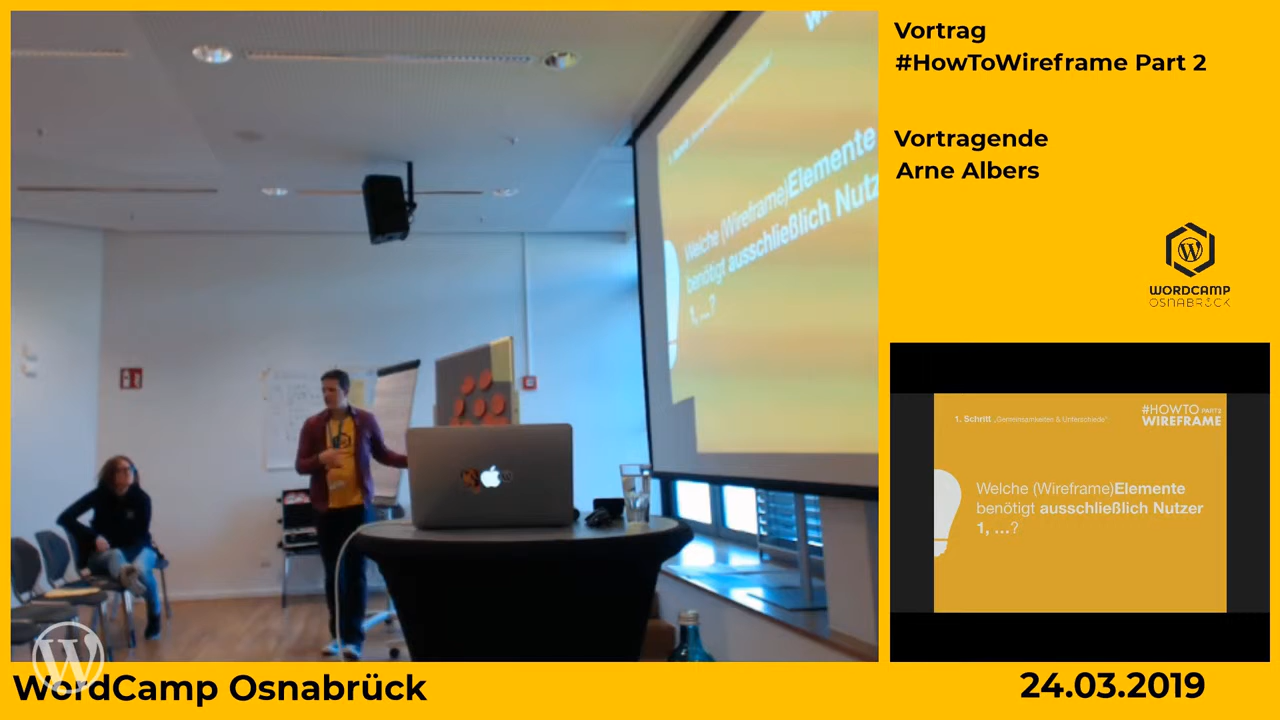 Vortrag
#HowToWireframe Part 2
Vortragende
Arne Albers
WORDCAMP
OSNABRÜCK
Welche (Wireframe)Elemente
benötigt ausschließlich Nutz
1, ...?
1. Schritt „Gemeinsamkeiten & Unterschiede“
#HOWTO PART2
WIREFRAME
Welche (Wireframe)Elemente
benötigt ausschließlich Nutzer
1, ...?
WordCamp Osnabrück
24.03.2019